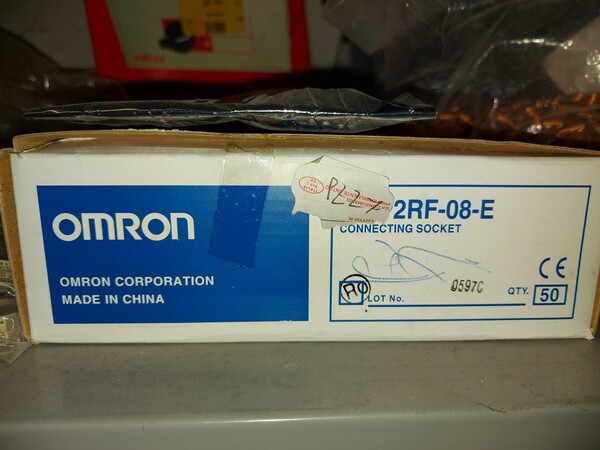 OMRON
OMRON CORPORATION
MADE IN CHINA
2RF-08-E
CONNECTING SOCKET
LOT No.
0597C
QTY.
50
CE